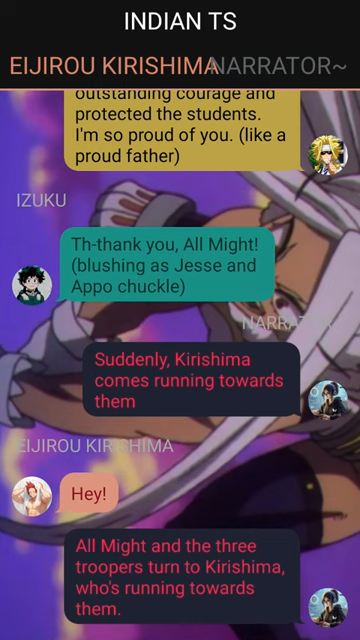 INDIAN TS
EIJIROU KIRISHIMA
NARRATOR~
outstanding courage and
protected the students.
I'm so proud of you. (like a
proud father)
IZUKU
Th-thank you, All Might!
(blushing as Jesse and
Appo chuckle)
Suddenly, Kirishima
comes running towards
them
EIJIROU KIRISHIMA
Hey!
All Might and the three
troopers turn to Kirishima,
who's running towards
them.